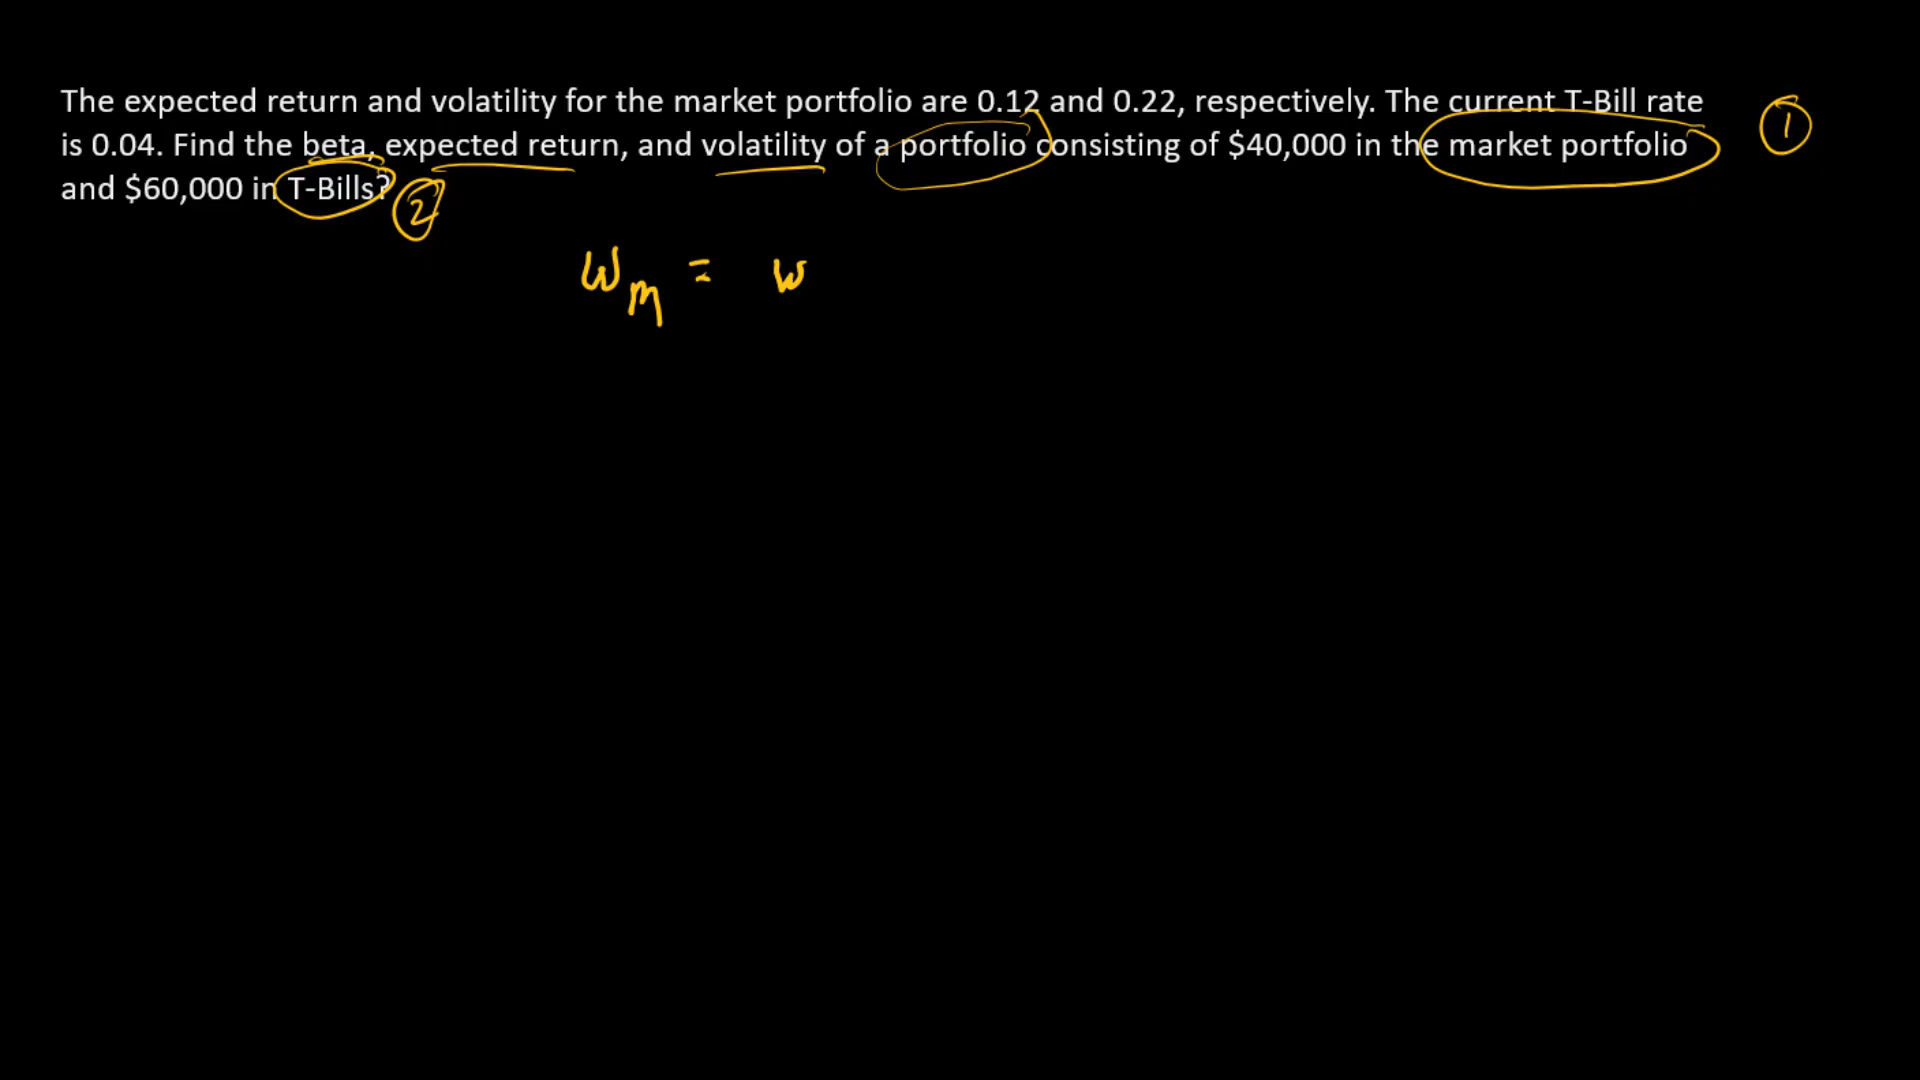 The expected return and volatility for the market portfolio are 0.12 and 0.22, respectively. The current T-Bill rate
is 0.04. Find the beta, expected return, and volatility of a portfolio consisting of $40,000 in the market portfolio
and $60,000 in T-Bills?
①
②
w_M = w